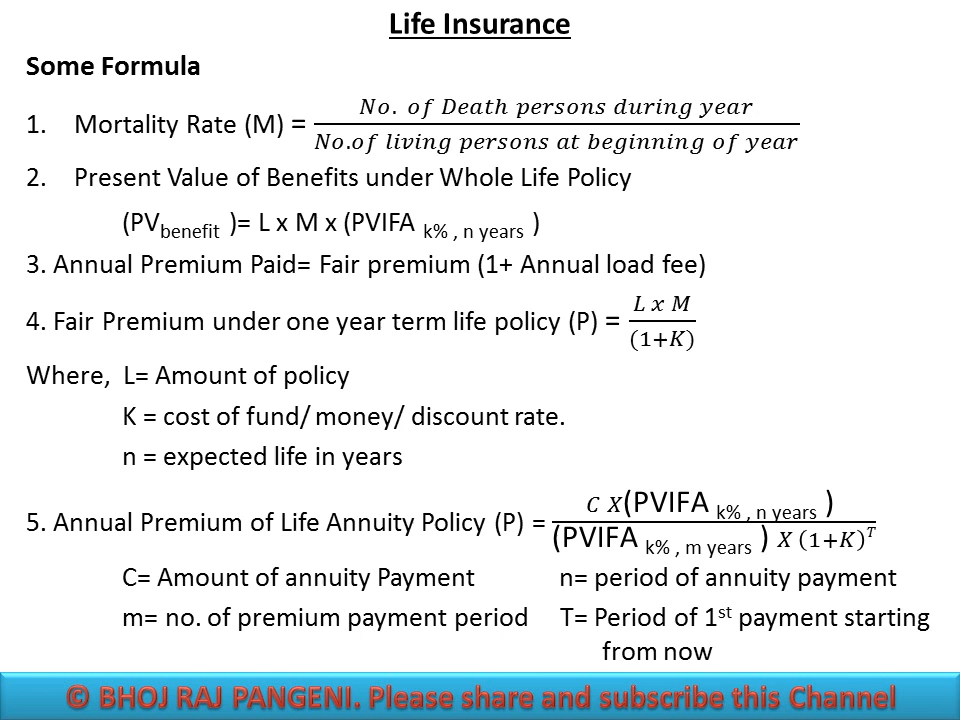 Life Insurance
Some Formula
1. Mortality Rate (M) = No. of Death persons during year / No.of living persons at beginning of year
2. Present Value of Benefits under Whole Life Policy
(PVbenefit )= L x M x (PVIFA k% , n years )
3. Annual Premium Paid= Fair premium (1+ Annual load fee)
4. Fair Premium under one year term life policy (P) = L x M / (1+K)
Where, L= Amount of policy
K = cost of fund/ money/ discount rate.
n = expected life in years
5. Annual Premium of Life Annuity Policy (P) = C X(PVIFA k% , n years ) / (PVIFA k% , m years ) X (1+K)^T
C= Amount of annuity Payment n= period of annuity payment
m= no. of premium payment period T= Period of 1st payment starting
from now
© BHOJ RAJ PANGENI. Please share and subscribe this Channel